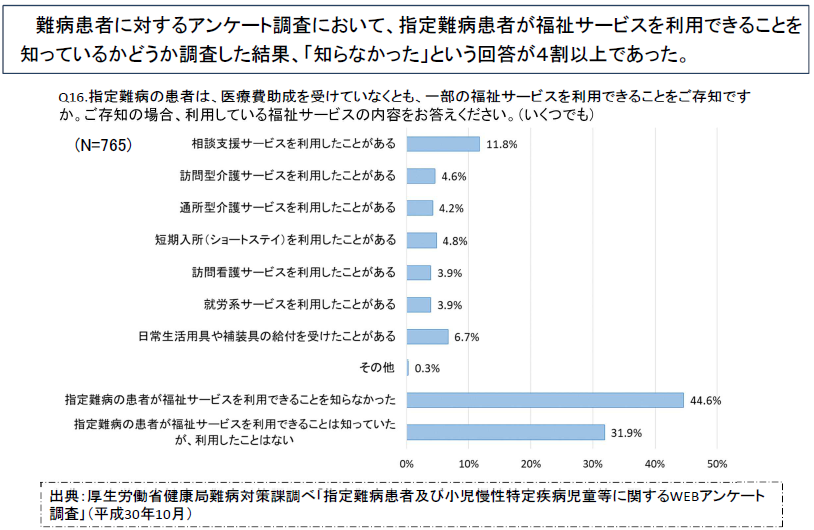 難病患者に対するアンケート調査において、指定難病患者が福祉サービスを利用できることを
知っているかどうか調査した結果、「知らなかった」という回答が4割以上であった。
Q16.指定難病の患者は、医療費助成を受けていなくとも、一部の福祉サービスを利用できることをご存知です
か。ご存知の場合、利用している福祉サービスの内容をお答えください。（いくつでも）
（N=765）
相談支援サービスを利用したことがある 11.8%
訪問型介護サービスを利用したことがある 4.6%
通所型介護サービスを利用したことがある 4.2%
短期入所（ショートステイ）を利用したことがある 4.8%
訪問看護サービスを利用したことがある 3.9%
就労系サービスを利用したことがある 3.9%
日常生活用具や補装具の給付を受けたことがある 6.7%
その他 0.3%
指定難病の患者が福祉サービスを利用できることを知らなかった 44.6%
指定難病の患者が福祉サービスを利用できることは知っていた
が、利用したことはない 31.9%
0% 10% 20% 30% 40% 50%
出典：厚生労働省健康局難病対策課調べ「指定難病患者及び小児慢性特定疾病児童等に関するWEBアンケート
調査」（平成30年10月）